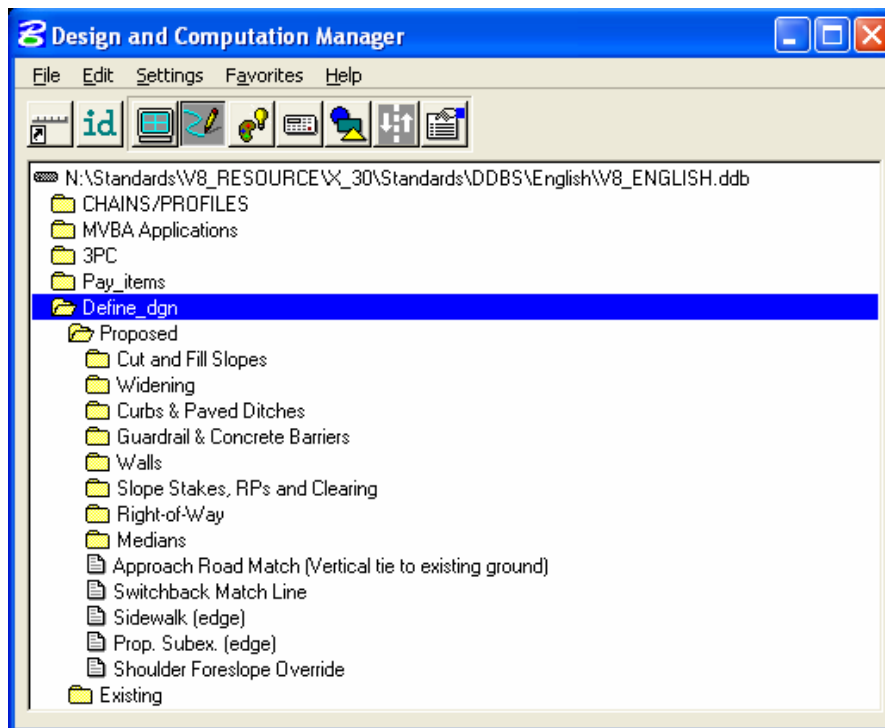 Design and Computation Manager
File Edit Settings Favorites Help
id
N:\Standards\V8_RESOURCE\X_30\Standards\DDBS\English\V8_ENGLISH.ddb
CHAINS/PROFILES
MVBA Applications
3PC
Pay_items
Define_dgn
Proposed
Cut and Fill Slopes
Widening
Curbs & Paved Ditches
Guardrail & Concrete Barriers
Walls
Slope Stakes, RPs and Clearing
Right-of-Way
Medians
Approach Road Match (Vertical tie to existing ground)
Switchback Match Line
Sidewalk (edge)
Prop. Subex. (edge)
Shoulder Foreslope Override
Existing